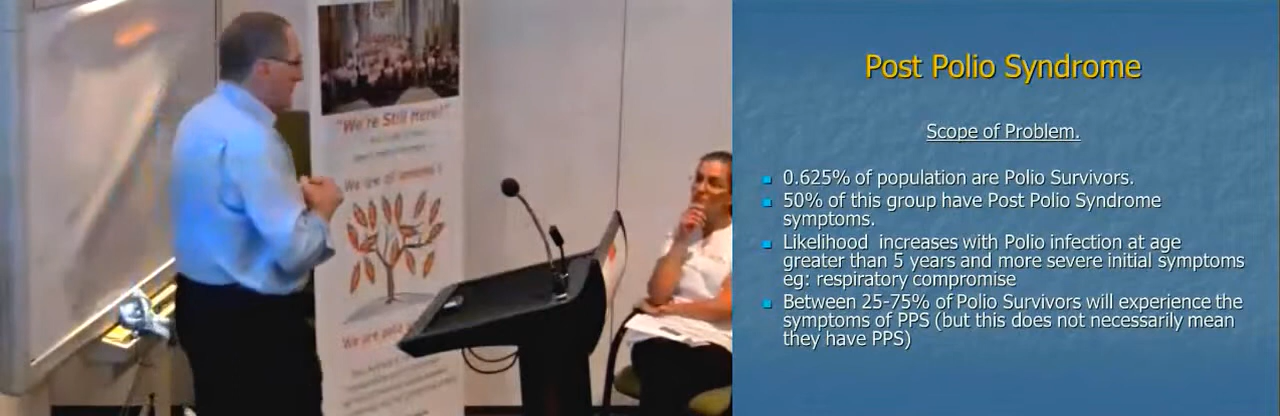 "We're Still Here!"
Post Polio Syndrome
Scope of Problem.
0.625% of population are Polio Survivors.
50% of this group have Post Polio Syndrome
symptoms.
Likelihood  increases with Polio infection at age
greater than 5 years and more severe initial symptoms
eg: respiratory compromise
Between 25-75% of Polio Survivors will experience the
symptoms of PPS (but this does not necessarily mean
they have PPS)